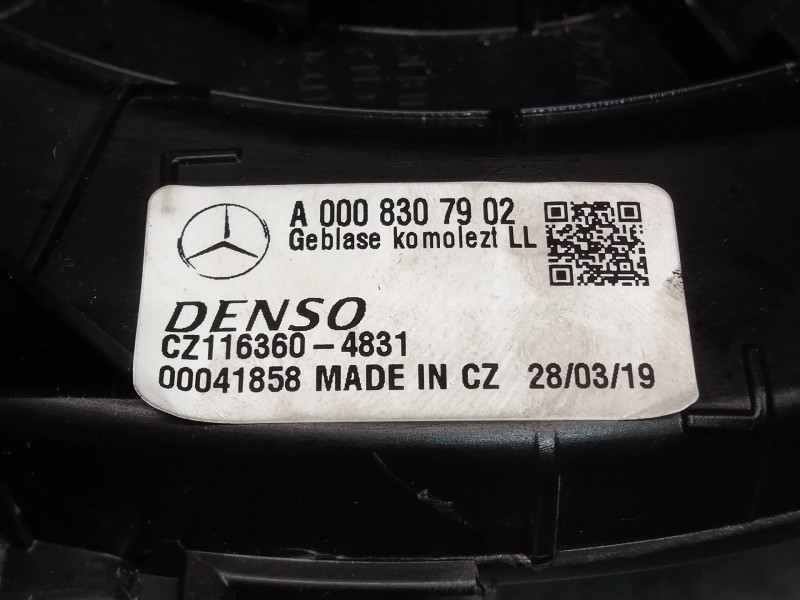 A 000 830 79 02
Geblase komolezt LL
DENSO
CZ116360-4831
00041858 MADE IN CZ 28/03/19